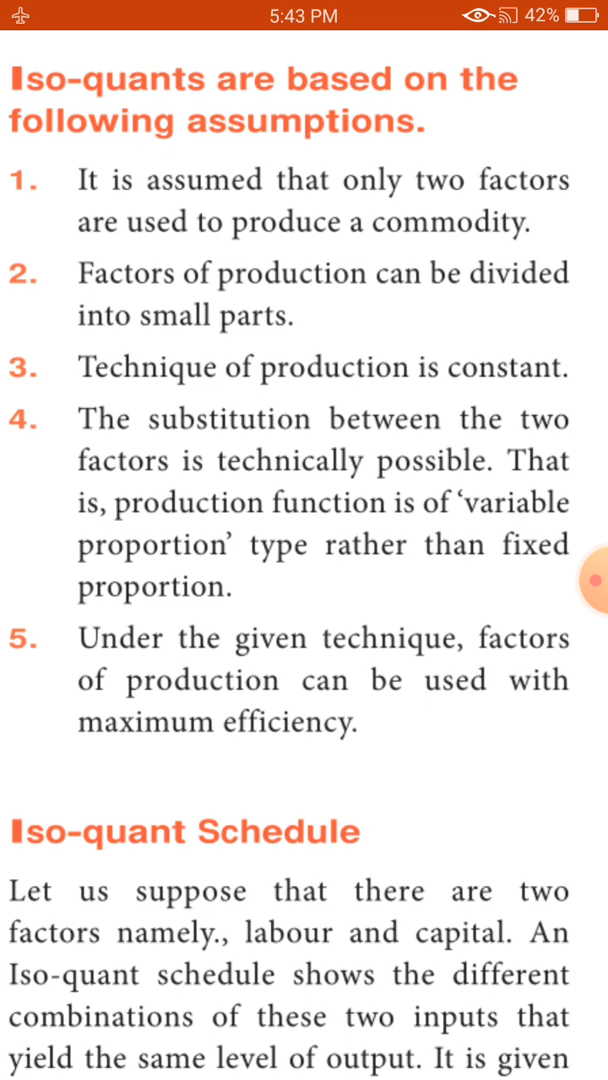 5:43 PM
42%
Iso-quants are based on the
following assumptions.
1. It is assumed that only two factors
are used to produce a commodity.
2. Factors of production can be divided
into small parts.
3. Technique of production is constant.
4. The substitution between the two
factors is technically possible. That
is, production function is of ‘variable
proportion’ type rather than fixed
proportion.
5. Under the given technique, factors
of production can be used with
maximum efficiency.
Iso-quant Schedule
Let us suppose that there are two
factors namely., labour and capital. An
Iso-quant schedule shows the different
combinations of these two inputs that
yield the same level of output. It is given